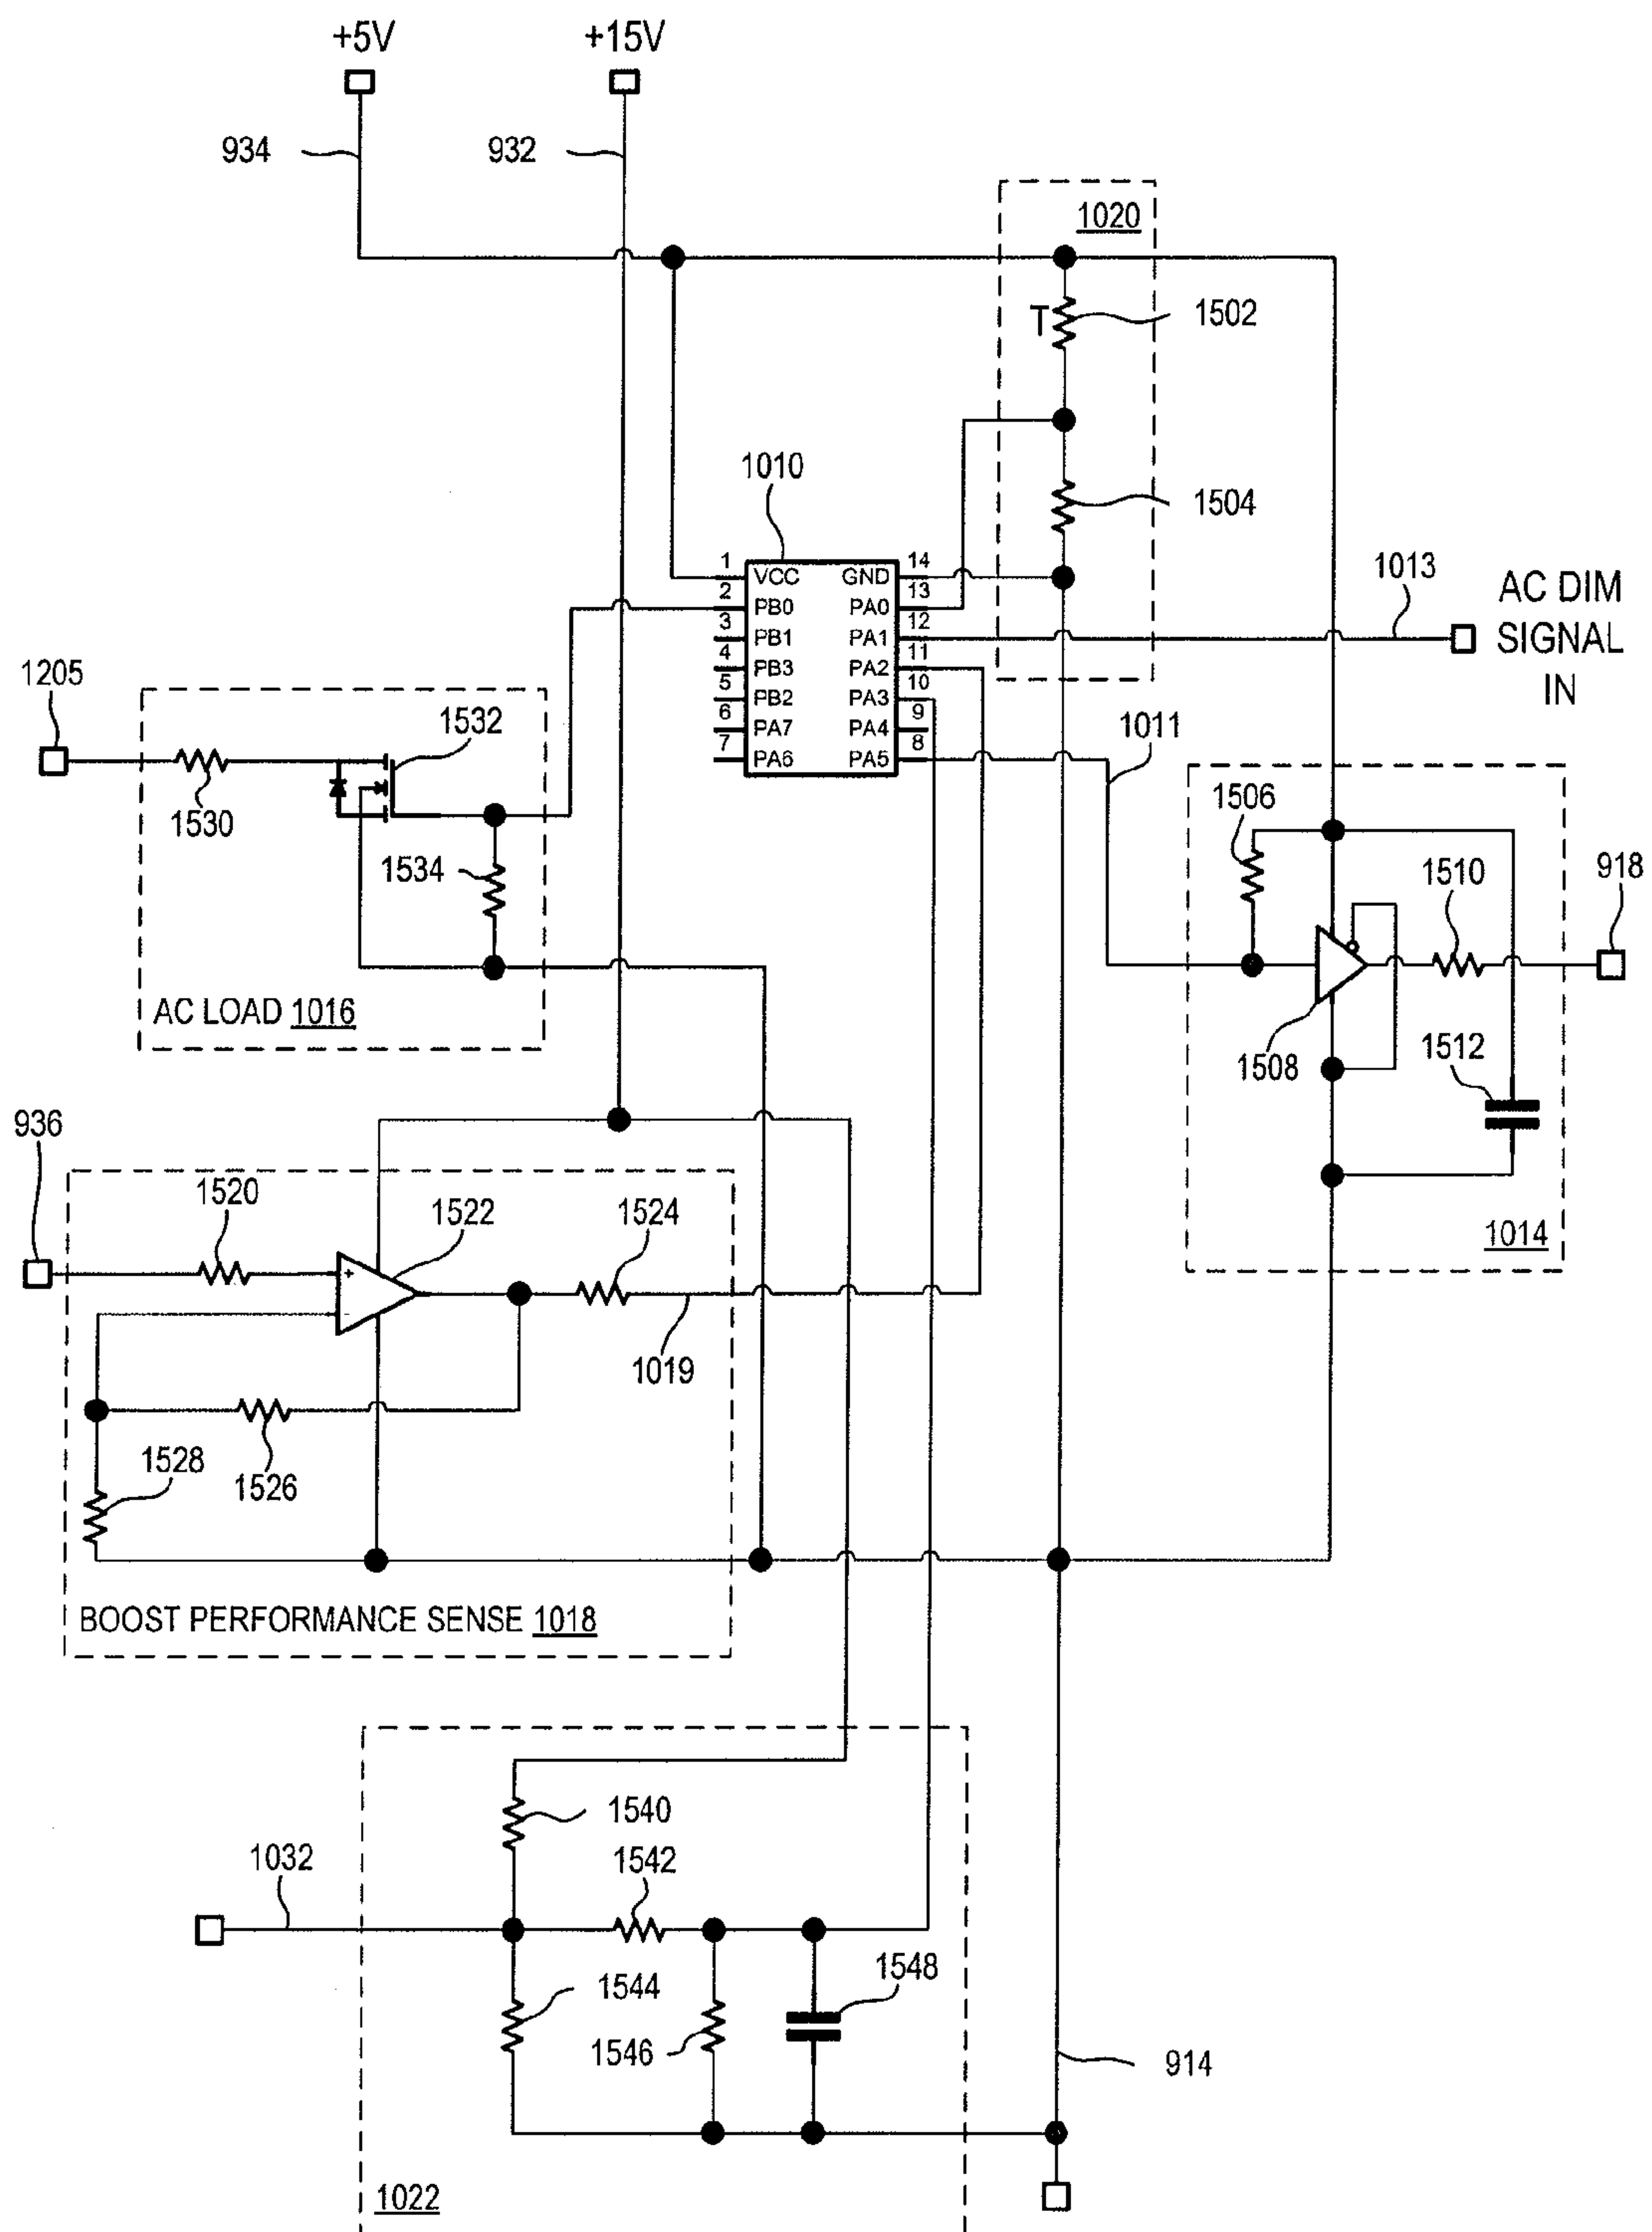 +5V
+15V
934
932
1020
T
1502
1504
1010
1 VCC GND 14
2 PB0 PA0 13
3 PB1 PA1 12
4 PB3 PA2 11
5 PB2 PA3 10
6 PA7 PA4 9
7 PA6 PA5 8
1013
AC DIM
SIGNAL
IN
1205
1532
1530
1534
AC LOAD 1016
1011
1506
1510
918
1508
1512
1014
936
1520
1522
1524
+
-
1019
1528
1526
BOOST PERFORMANCE SENSE 1018
1540
1032
1542
1544
1546
1548
914
1022